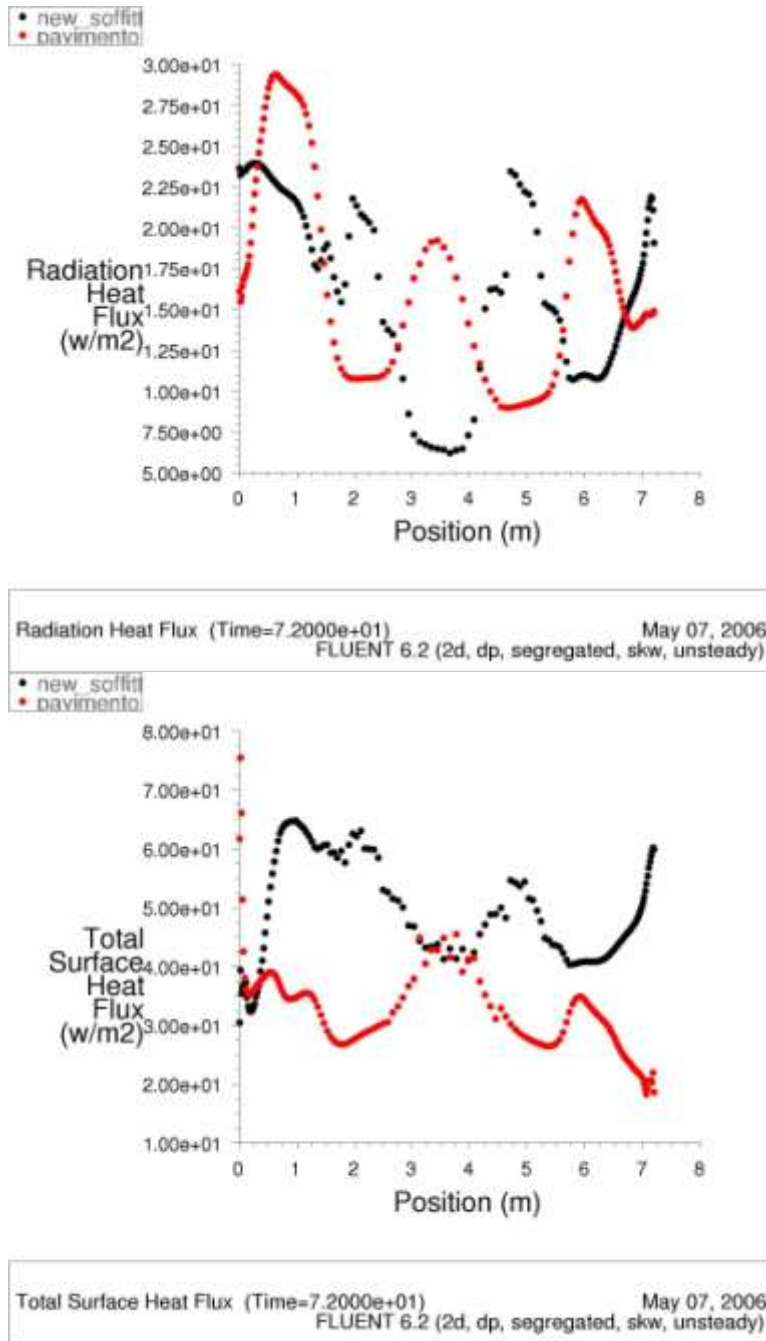 new_soffitt
pavimento
3.00e+01
2.75e+01
2.50e+01
2.25e+01
2.00e+01
1.75e+01
1.50e+01
1.25e+01
1.00e+01
7.50e+00
5.00e+00
Radiation
Heat
Flux
(w/m2)
0 1 2 3 4 5 6 7 8
Position (m)
Radiation Heat Flux (Time=7.2000e+01) May 07, 2006
FLUENT 6.2 (2d, dp, segregated, skw, unsteady)
new_soffitt
pavimento
8.00e+01
7.00e+01
6.00e+01
5.00e+01
4.00e+01
3.00e+01
2.00e+01
1.00e+01
Total
Surface
Heat
Flux
(w/m2)
0 1 2 3 4 5 6 7 8
Position (m)
Total Surface Heat Flux (Time=7.2000e+01) May 07, 2006
FLUENT 6.2 (2d, dp, segregated, skw, unsteady)